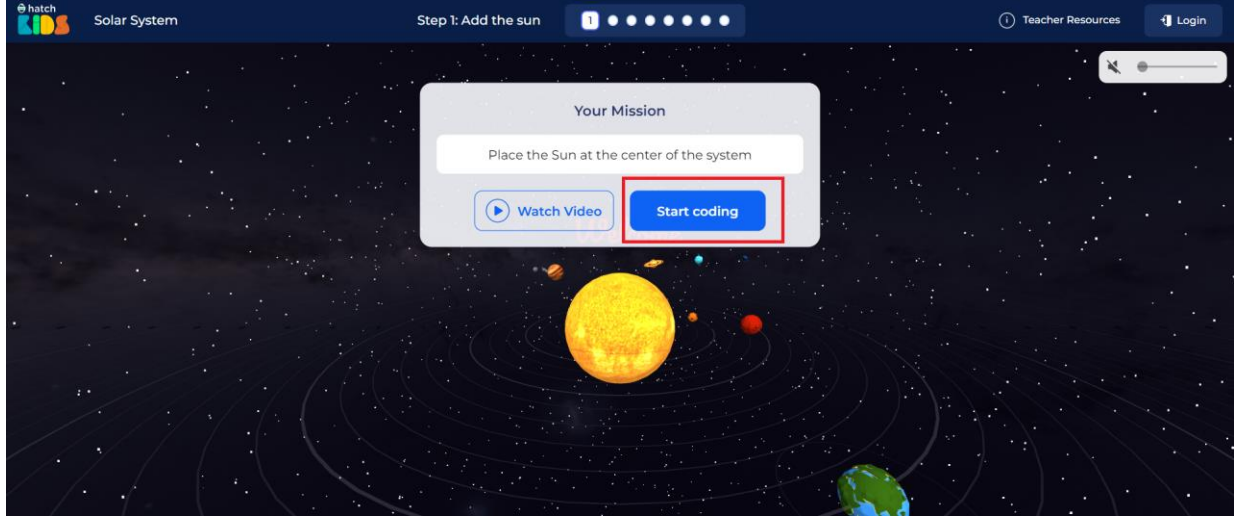 hatch
KIDS
Solar System
Step 1: Add the sun
1
Teacher Resources
Login
Your Mission
Place the Sun at the center of the system
Watch Video
Start coding